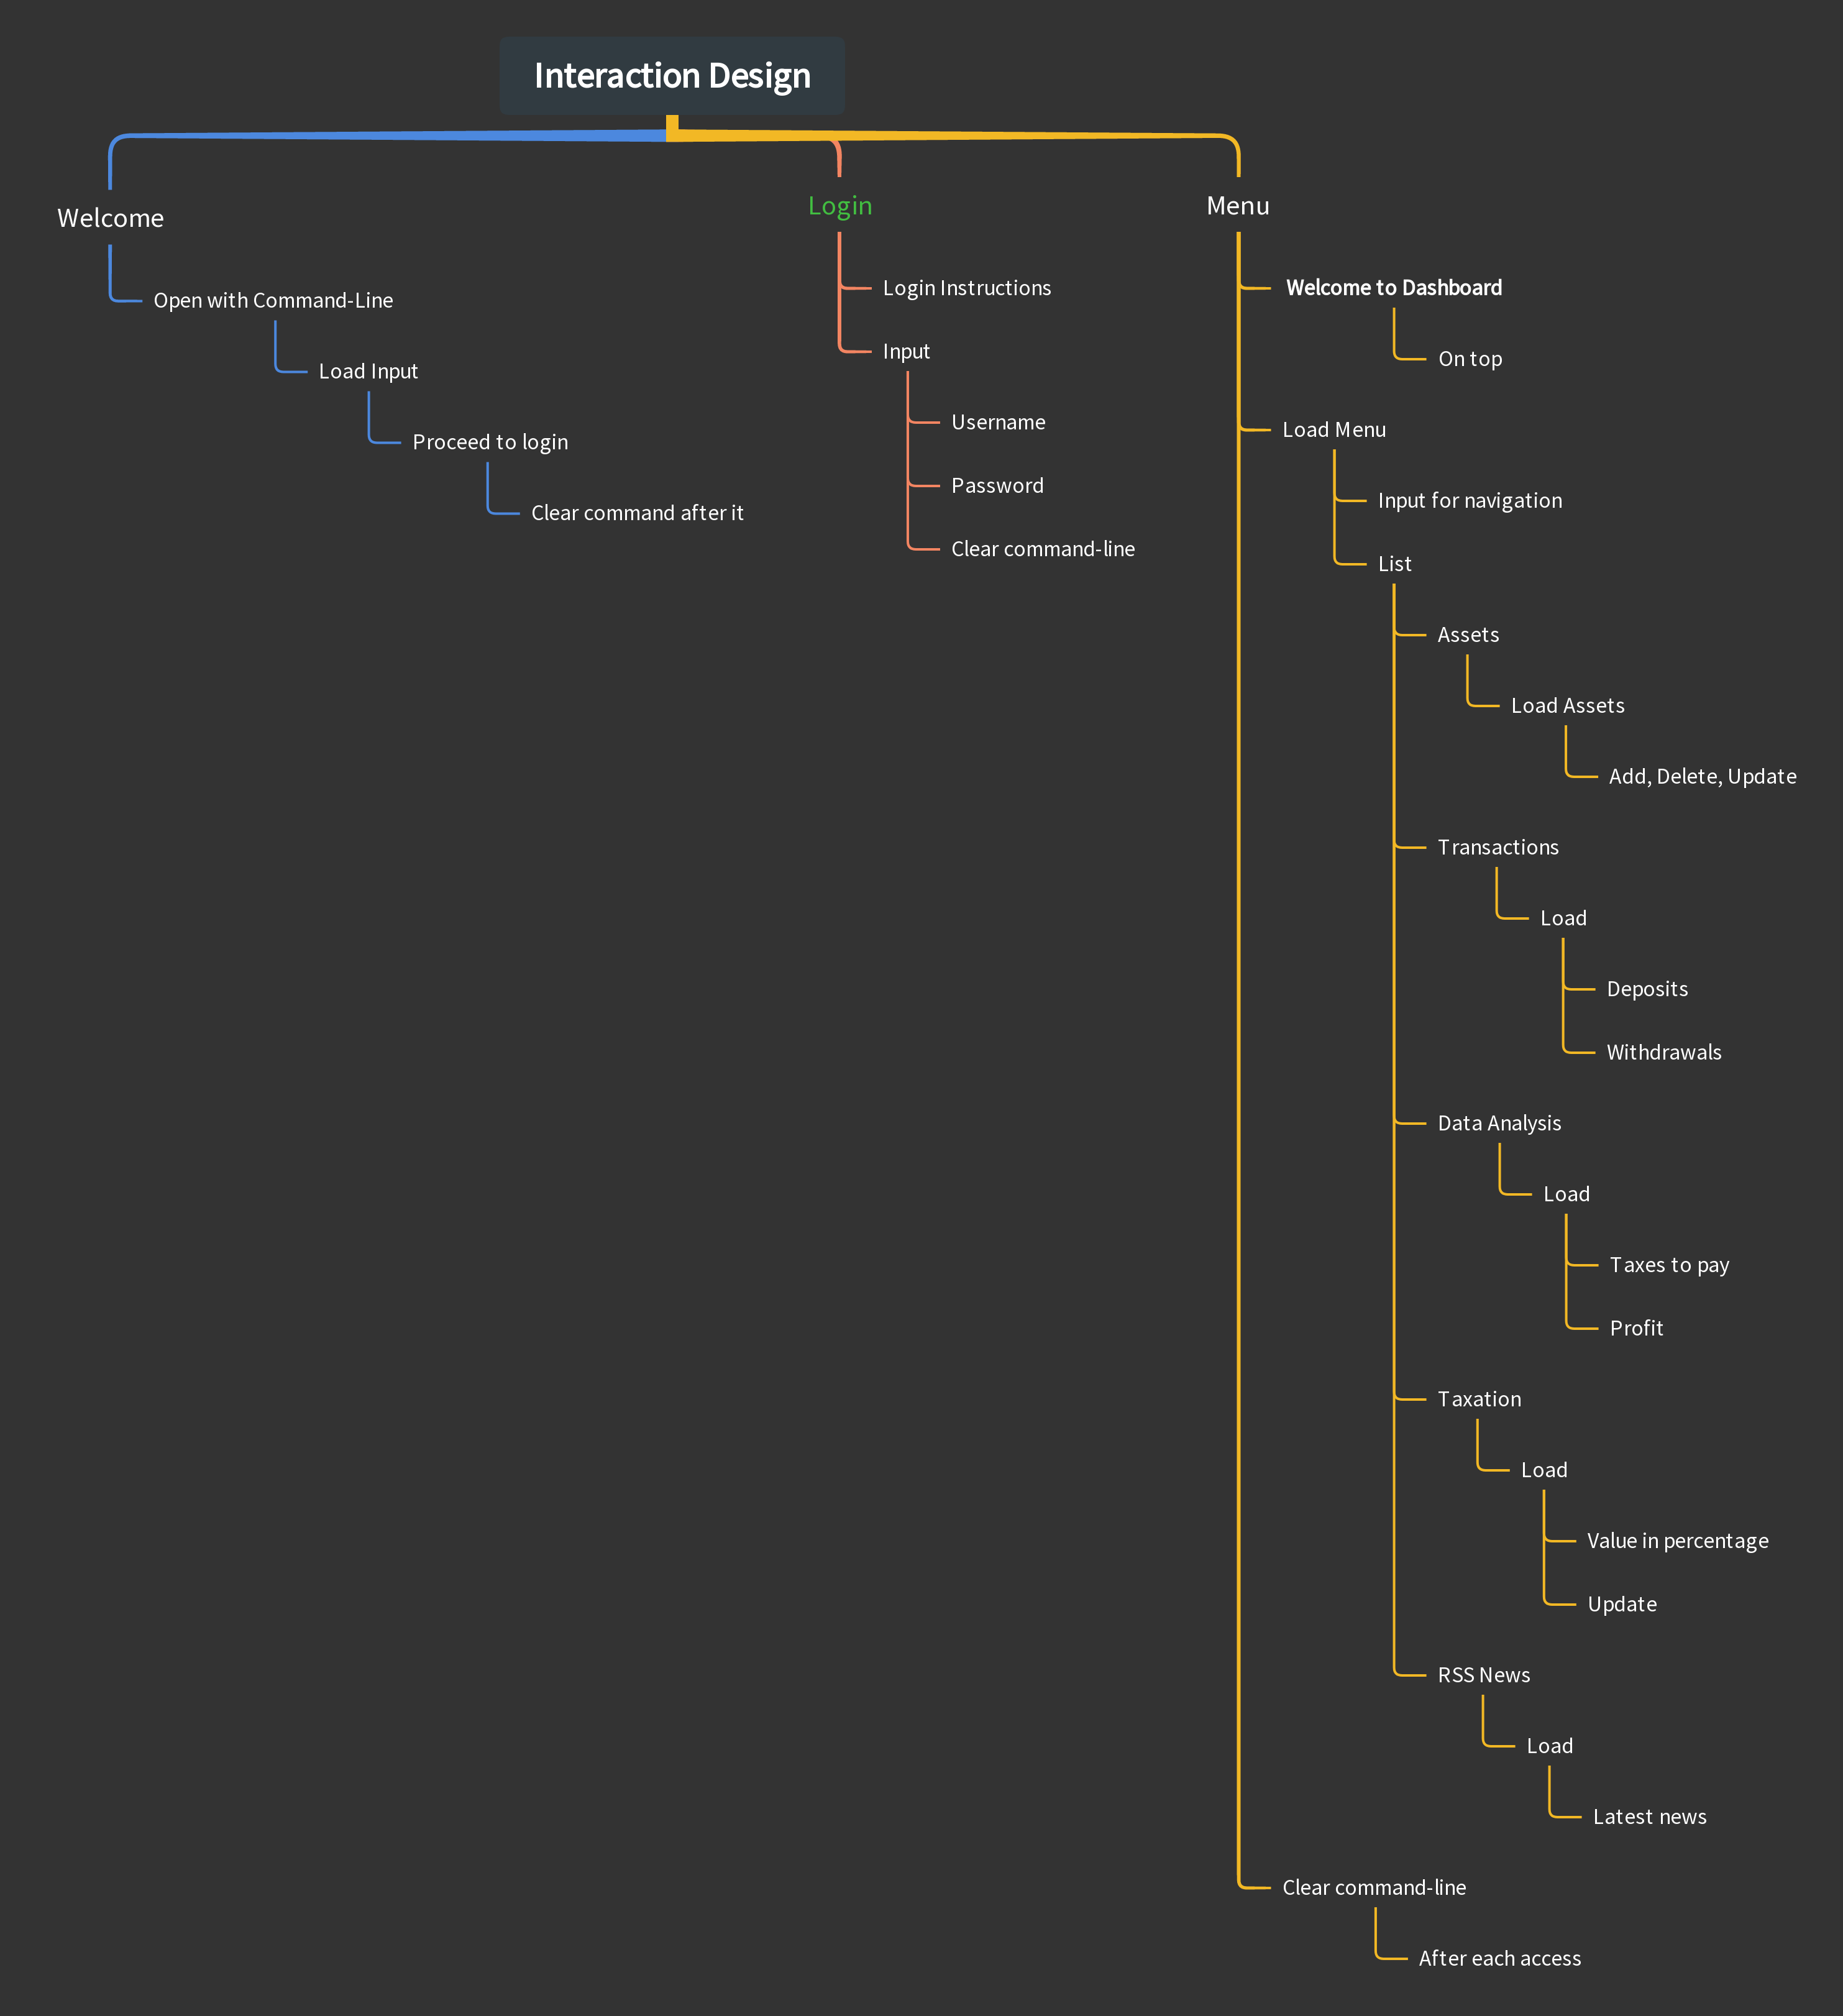 Interaction Design
Welcome
Open with Command-Line
Load Input
Proceed to login
Clear command after it
Login
Login Instructions
Input
Username
Password
Clear command-line
Menu
Welcome to Dashboard
On top
Load Menu
Input for navigation
List
Assets
Load Assets
Add, Delete, Update
Transactions
Load
Deposits
Withdrawals
Data Analysis
Load
Taxes to pay
Profit
Taxation
Load
Value in percentage
Update
RSS News
Load
Latest news
Clear command-line
After each access